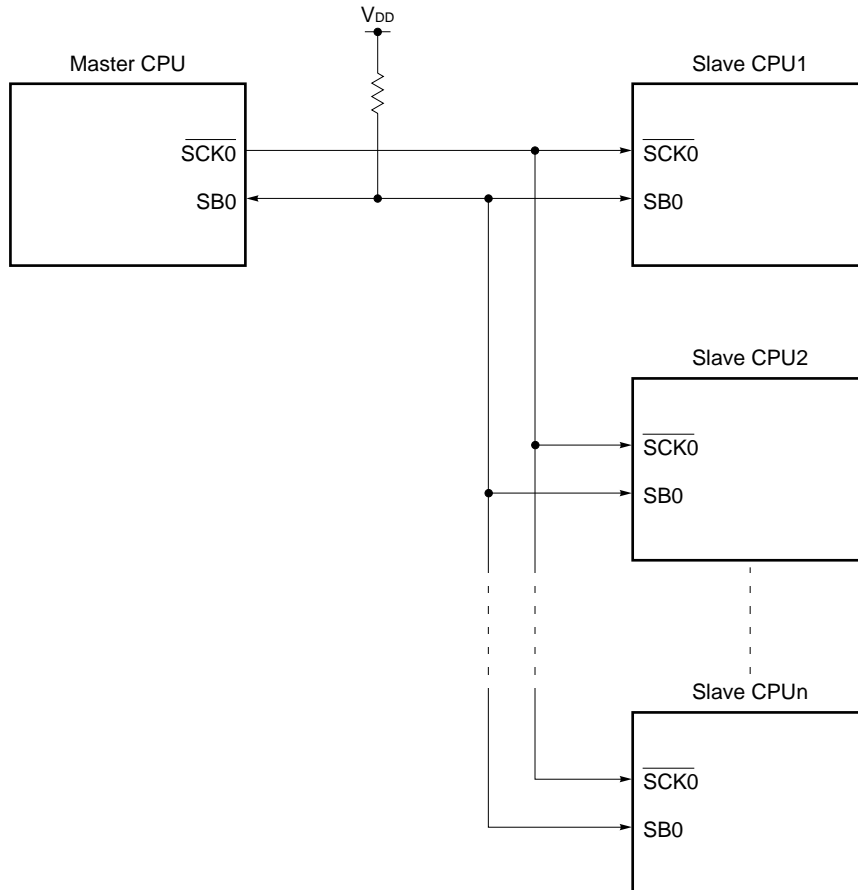 VDD
Master CPU
Slave CPU1
SCK0
SCK0
SB0
SB0
Slave CPU2
SCK0
SB0
Slave CPUn
SCK0
SB0